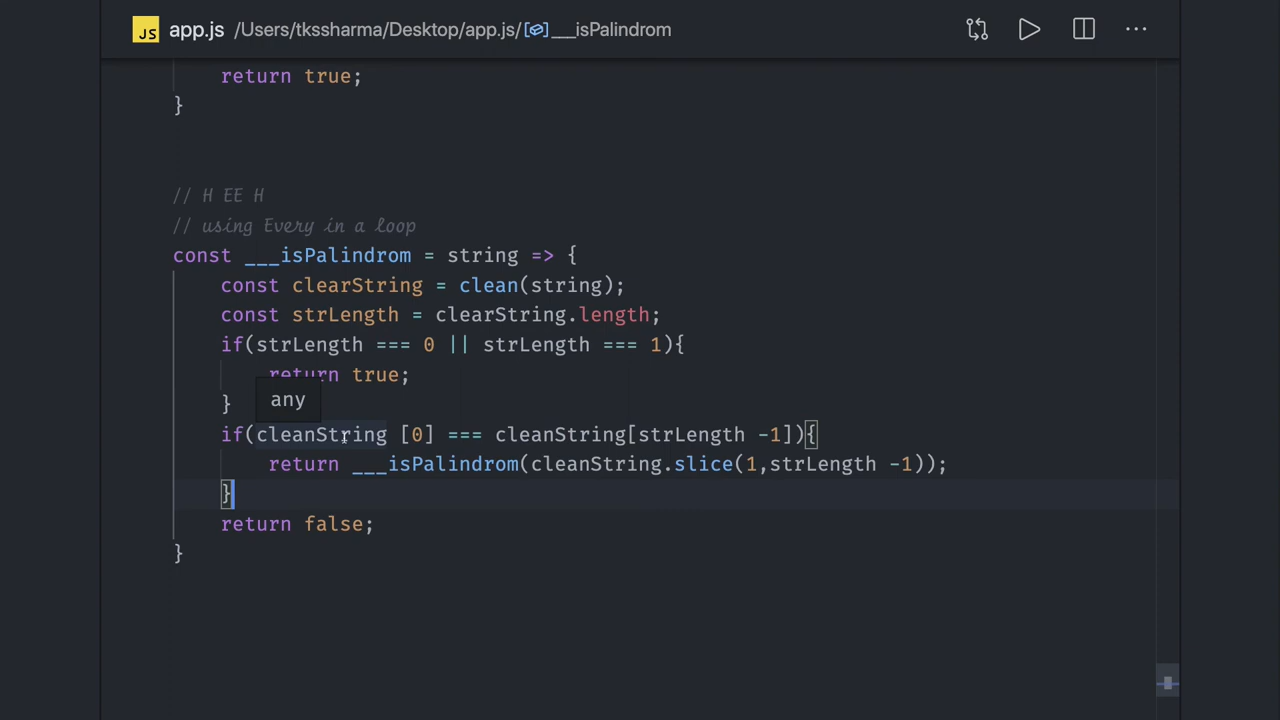 JS app.js /Users/tkssharma/Desktop/app.js/___isPalindrom
return true;
}
// H EE H
// using Every in a loop
const ___isPalindrom = string => {
const clearString = clean(string);
const strLength = clearString.length;
if(strLength === 0 || strLength === 1){
return true;
}
any
if(cleanString [0] === cleanString[strLength -1]){
return ___isPalindrom(cleanString.slice(1,strLength -1));
}
return false;
}